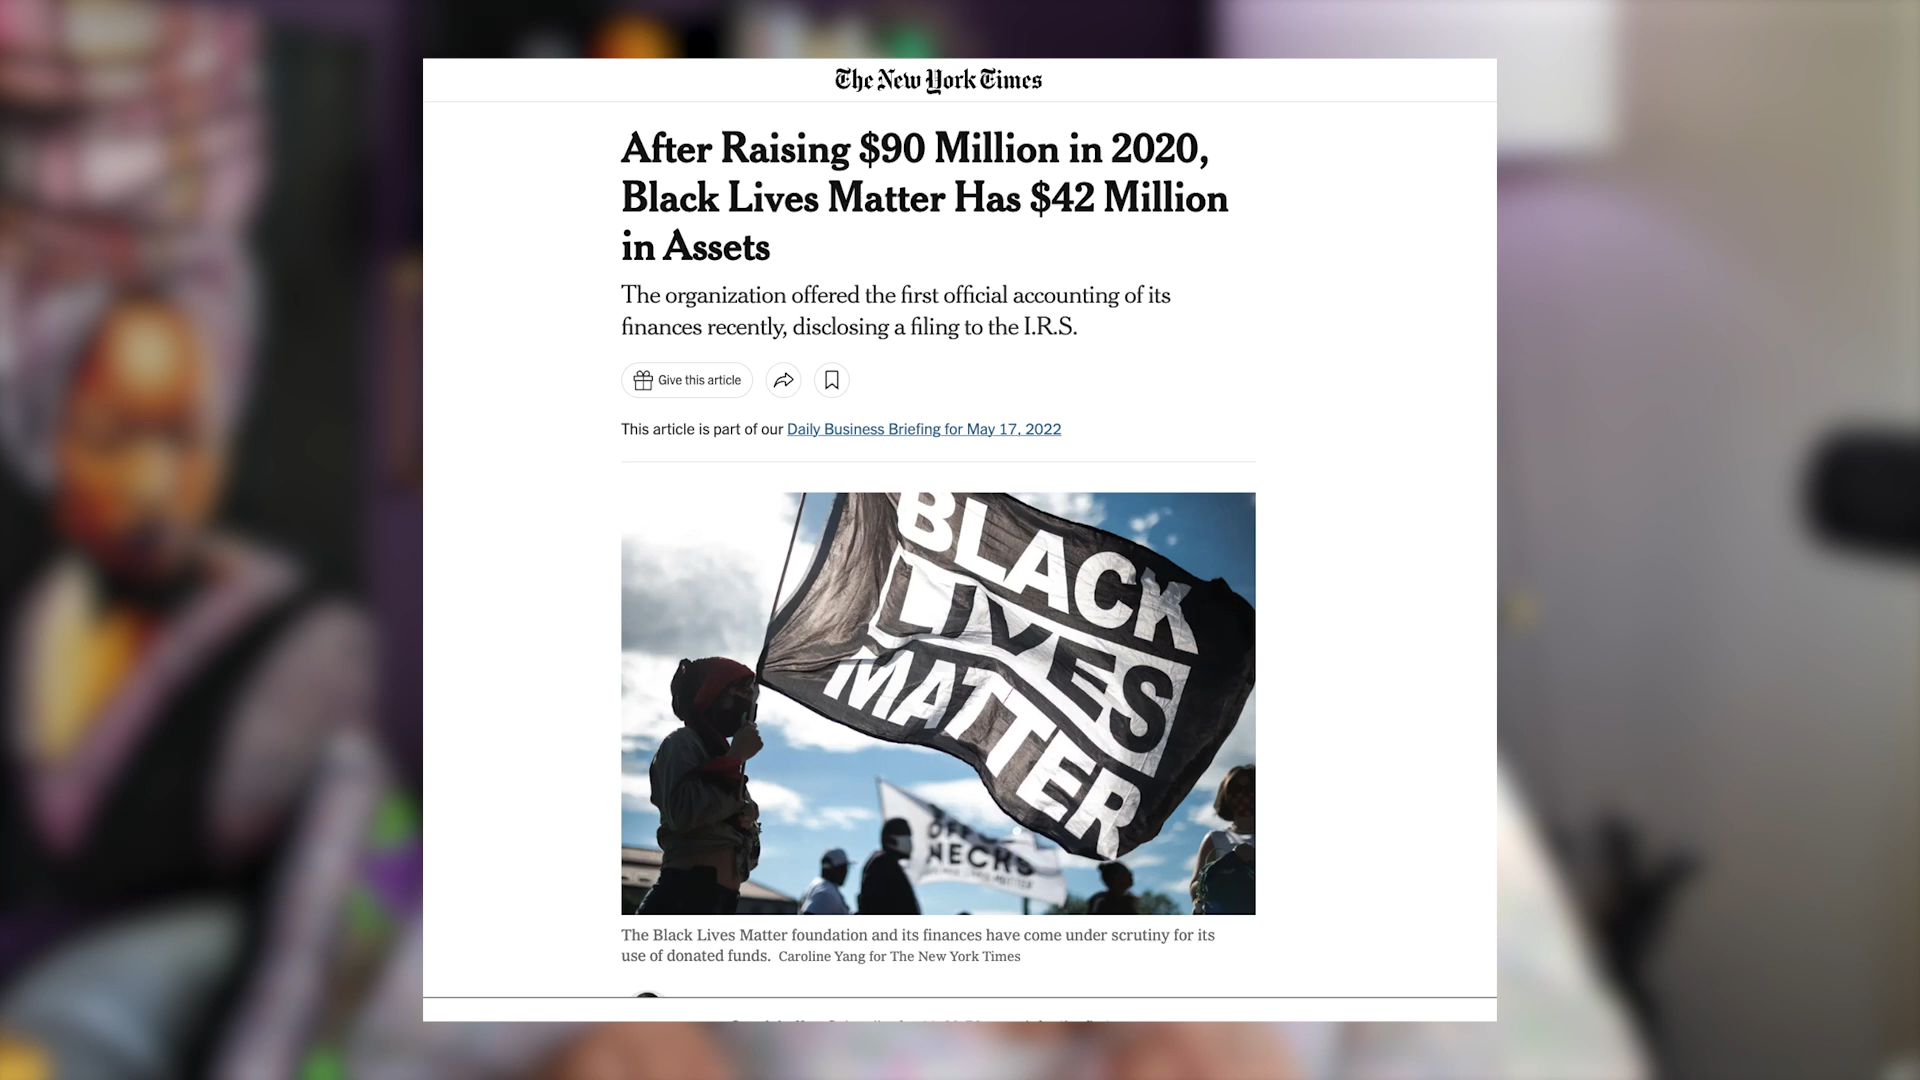 The New York Times
After Raising $90 Million in 2020,
Black Lives Matter Has $42 Million
in Assets
The organization offered the first official accounting of its
finances recently, disclosing a filing to the I.R.S.
Give this article
This article is part of our Daily Business Briefing for May 17, 2022
BLACK
LIVES
MATTER
OFF
NECKS
The Black Lives Matter foundation and its finances have come under scrutiny for its
use of donated funds. Caroline Yang for The New York Times